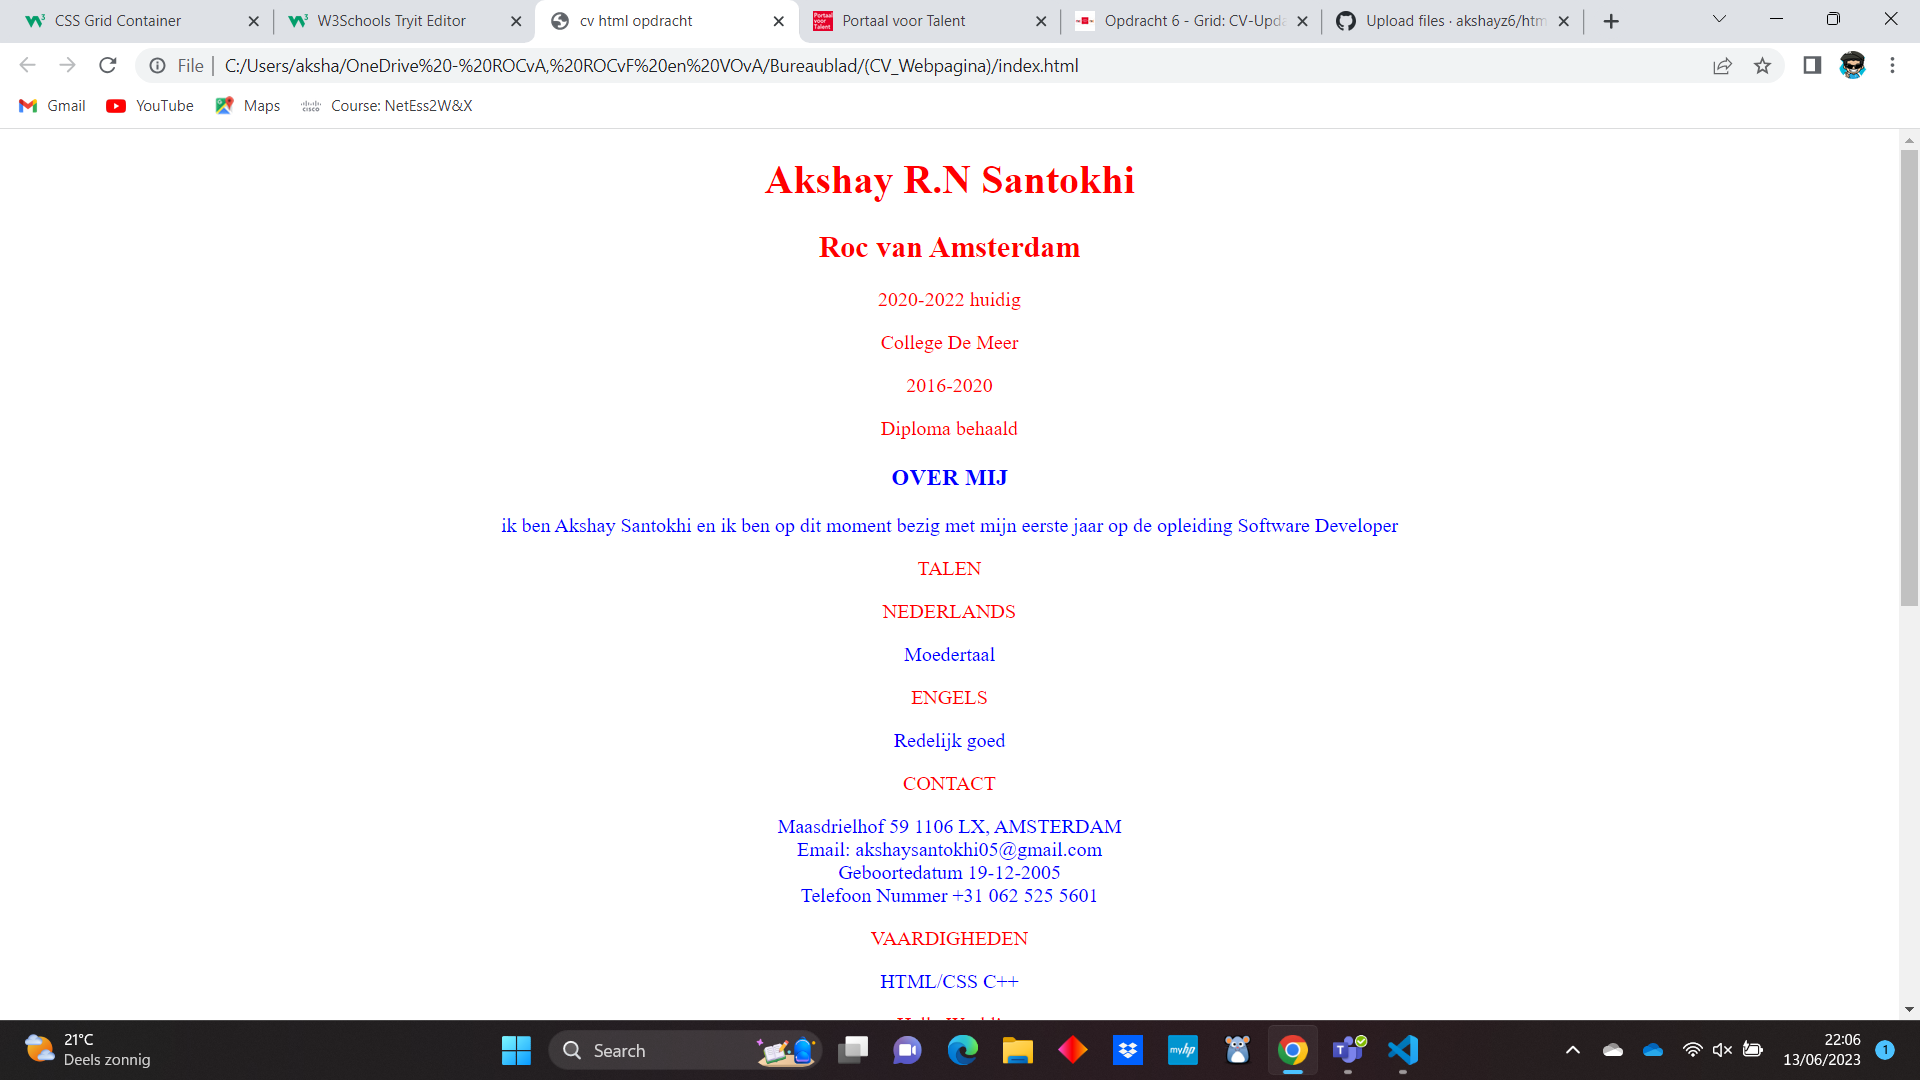 CSS Grid Container
W3Schools Tryit Editor
cv html opdracht
Portaal voor Talent
Opdracht 6 - Grid: CV-Upda
Upload files · akshayz6/htm
File
C:/Users/aksha/OneDrive%20-%20ROCvA,%20ROCvF%20en%20VOvA/Bureaublad/(CV_Webpagina)/index.html
Gmail
YouTube
Maps
Course: NetEss2W&X
Akshay R.N Santokhi
Roc van Amsterdam
2020-2022 huidig
College De Meer
2016-2020
Diploma behaald
OVER MIJ
ik ben Akshay Santokhi en ik ben op dit moment bezig met mijn eerste jaar op de opleiding Software Developer
TALEN
NEDERLANDS
Moedertaal
ENGELS
Redelijk goed
CONTACT
Maasdrielhof 59 1106 LX, AMSTERDAM
Email: akshaysantokhi05@gmail.com
Geboortedatum 19-12-2005
Telefoon Nummer +31 062 525 5601
VAARDIGHEDEN
HTML/CSS C++
21°C
Deels zonnig
Search
myhp
22:06
13/06/2023
1